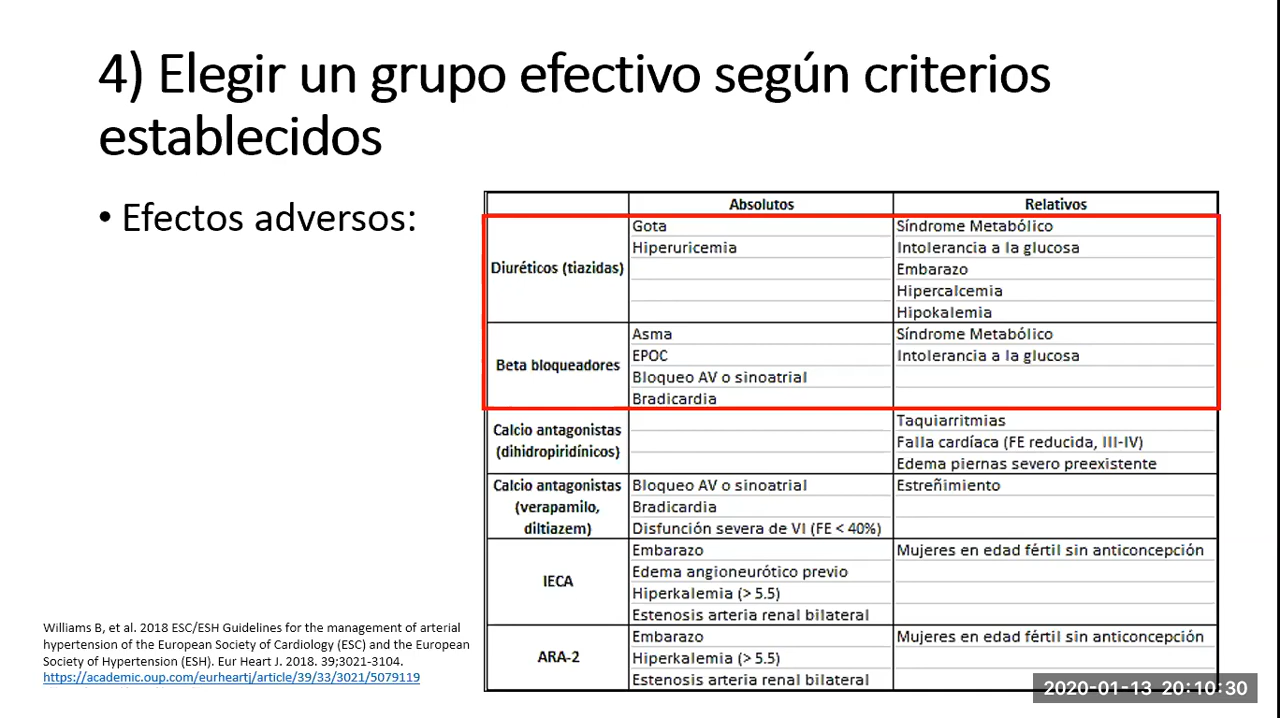 4) Elegir un grupo efectivo según criterios
establecidos
• Efectos adversos:
Absolutos Relativos
Diuréticos (tiazidas)
Gota Síndrome Metabólico
Hiperuricemia Intolerancia a la glucosa
Embarazo
Hipercalcemia
Hipokalemia
Beta bloqueadores
Asma Síndrome Metabólico
EPOC Intolerancia a la glucosa
Bloqueo AV o sinoatrial
Bradicardia
Calcio antagonistas
(dihidropiridínicos)
Taquiarritmias
Falla cardíaca (FE reducida, III-IV)
Edema piernas severo preexistente
Calcio antagonistas
(verapamilo,
diltiazem)
Bloqueo AV o sinoatrial Estreñimiento
Bradicardia
Disfunción severa de VI (FE < 40%)
IECA
Embarazo Mujeres en edad fértil sin anticoncepción
Edema angioneurótico previo
Hiperkalemia (> 5.5)
Estenosis arteria renal bilateral
ARA-2
Embarazo Mujeres en edad fértil sin anticoncepción
Hiperkalemia (> 5.5)
Estenosis arteria renal bilateral
Williams B, et al. 2018 ESC/ESH Guidelines for the management of arterial
hypertension of the European Society of Cardiology (ESC) and the European
Society of Hypertension (ESH). Eur Heart J. 2018. 39;3021-3104.
https://academic.oup.com/eurheartj/article/39/33/3021/5079119
2020-01-13 20:10:30